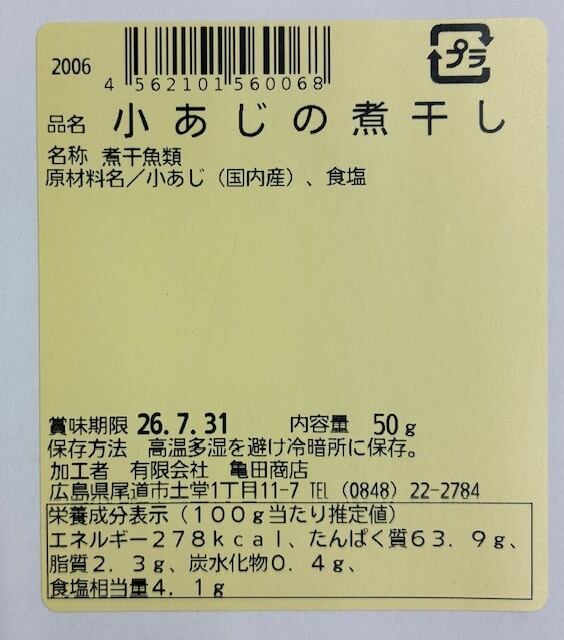 2006
4 562101 560068
プラ
品名 小あじの煮干し
名称 煮干魚類
原材料名／小あじ（国内産）、食塩
賞味期限 26.7.31 内容量 50g
保存方法 高温多湿を避け冷暗所に保存。
加工者 有限会社 亀田商店
広島県尾道市土堂1丁目11-7 TEL（0848）22-2784
栄養成分表示（１００ｇ当たり推定値）
エネルギー２７８ｋｃａｌ、たんぱく質６３．９ｇ、
脂質２．３ｇ、炭水化物０．４ｇ、
食塩相当量４．１ｇ